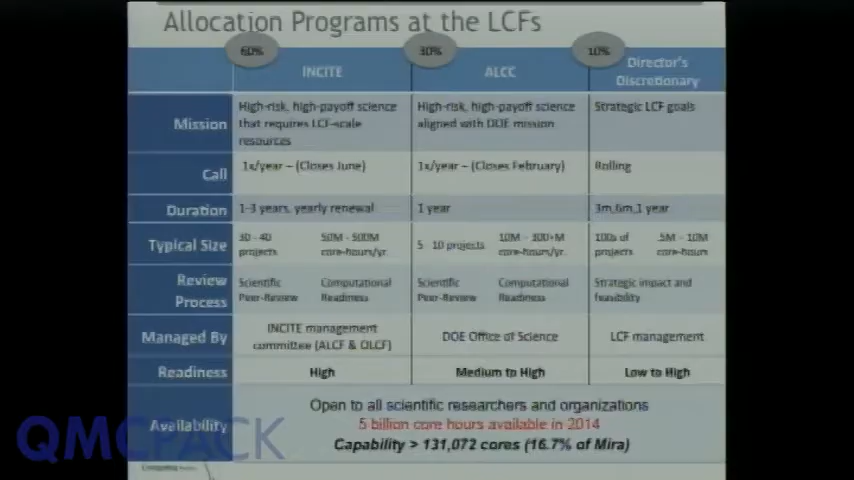 Allocation Programs at the LCFs
60%
30%
10%
INCITE
ALCC
Director's
Discretionary
Mission
High-risk, high-payoff science
that requires LCF-scale
resources
High-risk, high-payoff science
aligned with DOE mission
Strategic LCF goals
Call
1x/year – (Closes June)
1x/year – (Closes February)
Rolling
Duration
1-3 years, yearly renewal
1 year
3m,6m,1 year
Typical Size
30 - 40
projects
50M - 500M
core-hours/yr.
5 10 projects
10M - 300+M
core-hours/yr.
100s of
projects
.5M - 10M
core-hours
Review
Process
Scientific
Peer-Review
Computational
Readiness
Scientific
Peer-Review
Computational
Readiness
Strategic impact and
feasibility
Managed By
INCITE management
committee (ALCF & OLCF)
DOE Office of Science
LCF management
Readiness
High
Medium to High
Low to High
Availability
Open to all scientific researchers and organizations
5 billion core hours available in 2014
Capability > 131,072 cores (16.7% of Mira)
QMCPACK